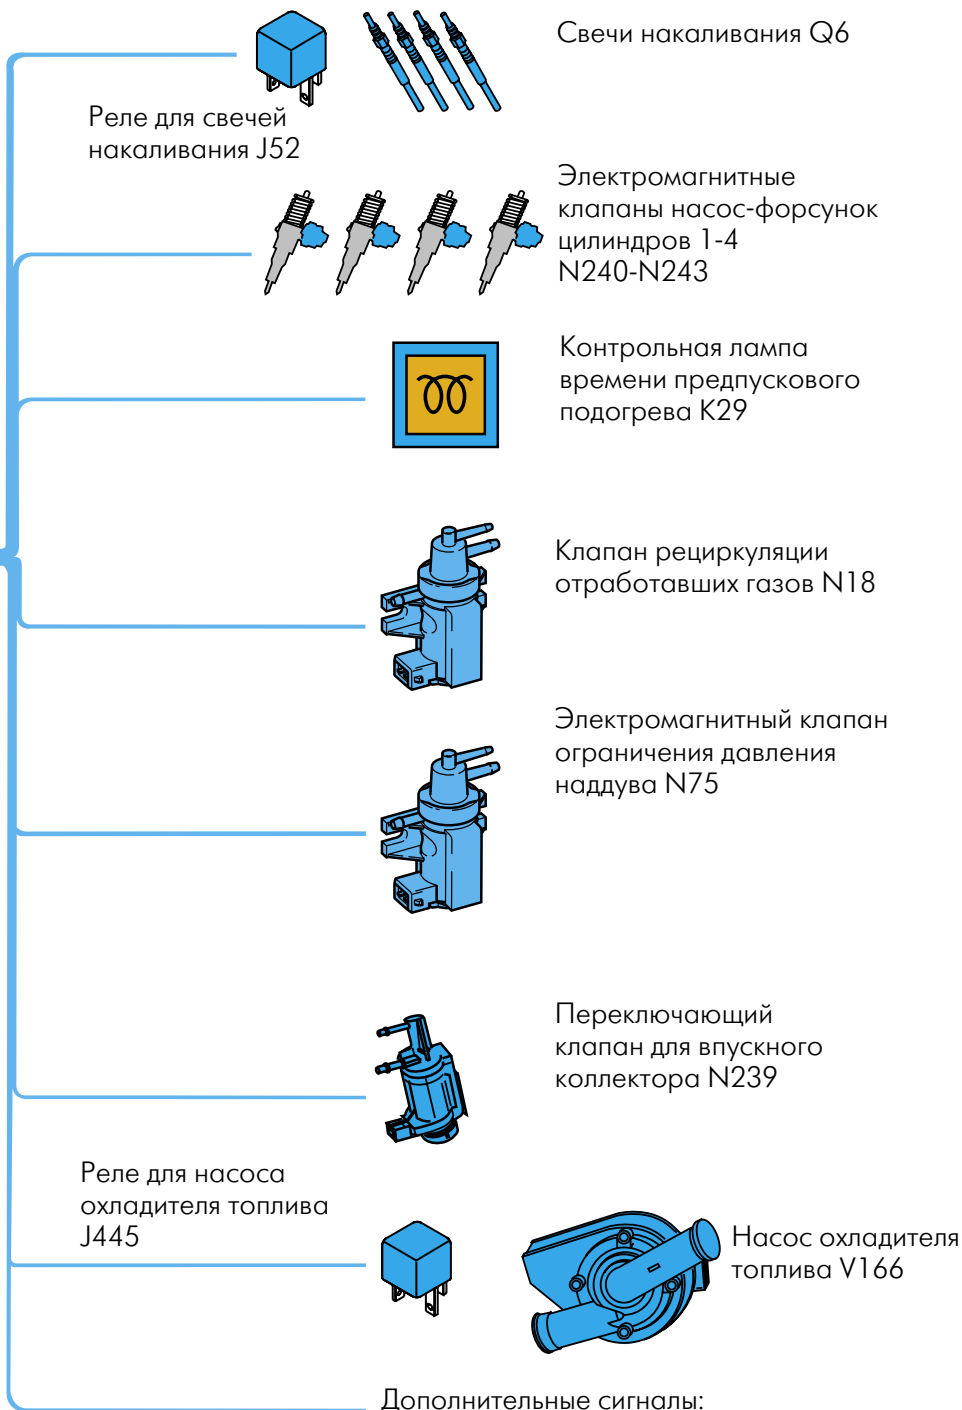 Свечи накаливания Q6
Реле для свечей
накаливания J52
Электромагнитные
клапаны насос-форсунок
цилиндров 1-4
N240-N243
Контрольная лампа
времени предпускового
подогрева K29
Клапан рециркуляции
отработавших газов N18
Электромагнитный клапан
ограничения давления
наддува N75
Переключающий
клапан для впускного
коллектора N239
Реле для насоса
охладителя топлива
J445
Насос охладителя
топлива V166
Дополнительные сигналы: